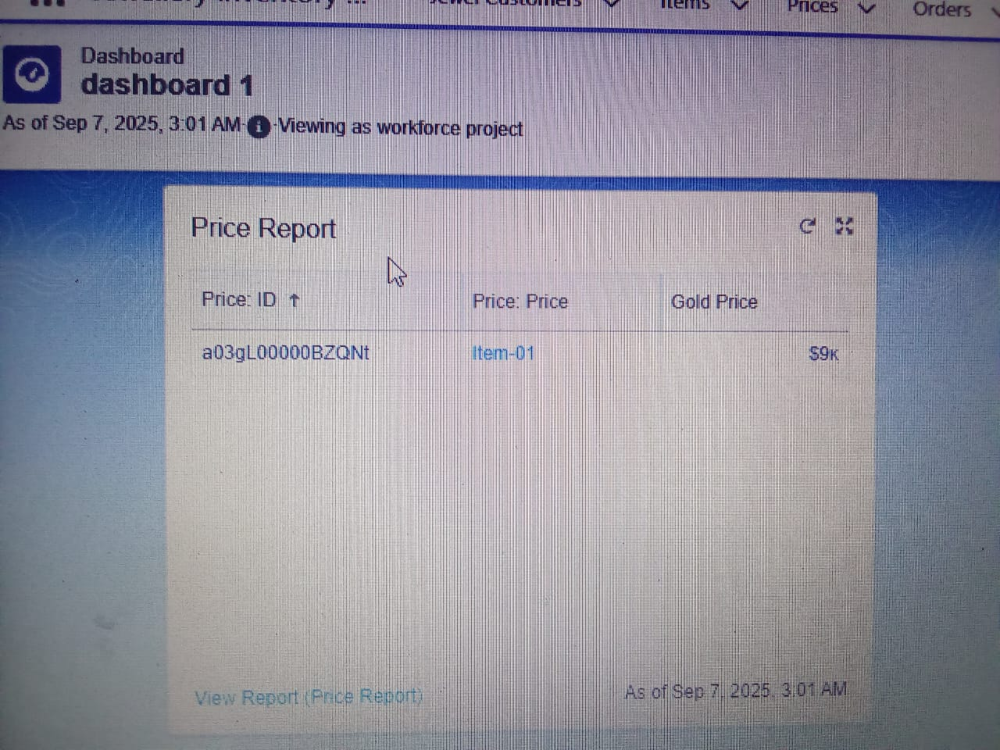 Items Prices Orders
Dashboard
dashboard 1
As of Sep 7, 2025, 3:01 AM · Viewing as workforce project
Price Report
Price: ID ↑ Price: Price Gold Price
a03gL00000BZQNt Item-01 $9K
View Report (Price Report) As of Sep 7, 2025, 3:01 AM